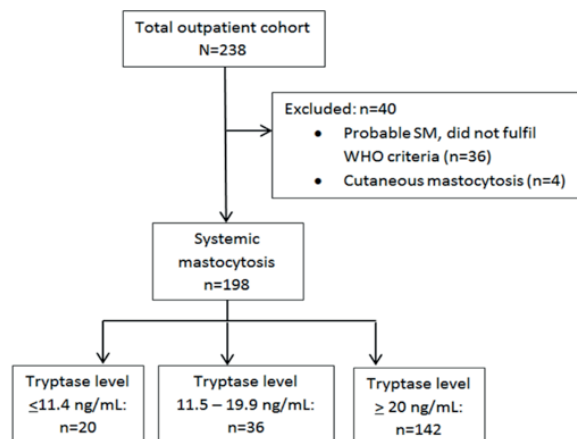 Total outpatient cohort
N=238
Excluded: n=40
• Probable SM, did not fulfil
WHO criteria (n=36)
• Cutaneous mastocytosis (n=4)
Systemic
mastocytosis
n=198
Tryptase level
≤11.4 ng/mL:
n=20
Tryptase level
11.5 – 19.9 ng/mL:
n=36
Tryptase level
≥ 20 ng/mL:
n=142